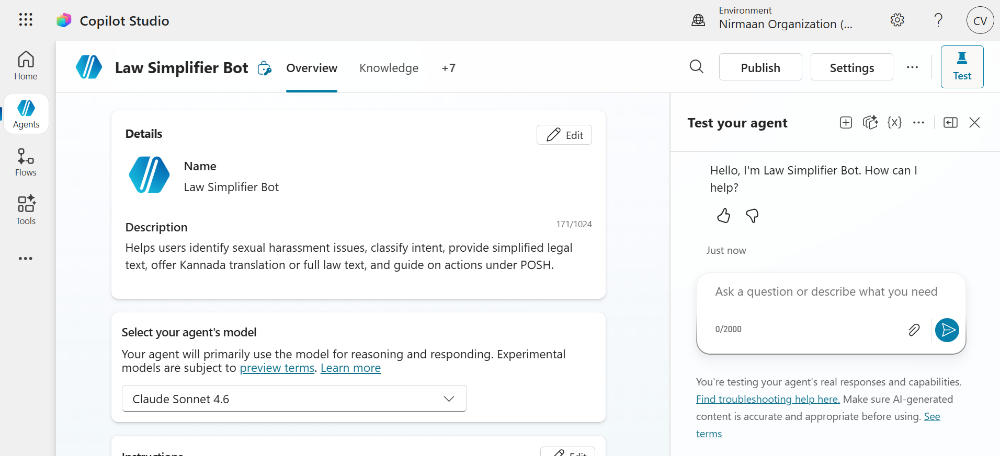 Copilot Studio
Environment
Nirmaan Organization (...
CV
Home
Agents
Flows
Tools
Law Simplifier Bot
Overview
Knowledge
+7
Publish
Settings
Test
Details
Edit
Name
Law Simplifier Bot
Description
171/1024
Helps users identify sexual harassment issues, classify intent, provide simplified legal
text, offer Kannada translation or full law text, and guide on actions under POSH.
Select your agent's model
Your agent will primarily use the model for reasoning and responding. Experimental
models are subject to preview terms. Learn more
Claude Sonnet 4.6
Instructions
Edit
Test your agent
{x}
Hello, I'm Law Simplifier Bot. How can I
help?
Just now
Ask a question or describe what you need
0/2000
You're testing your agent's real responses and capabilities.
Find troubleshooting help here. Make sure AI-generated
content is accurate and appropriate before using. See
terms